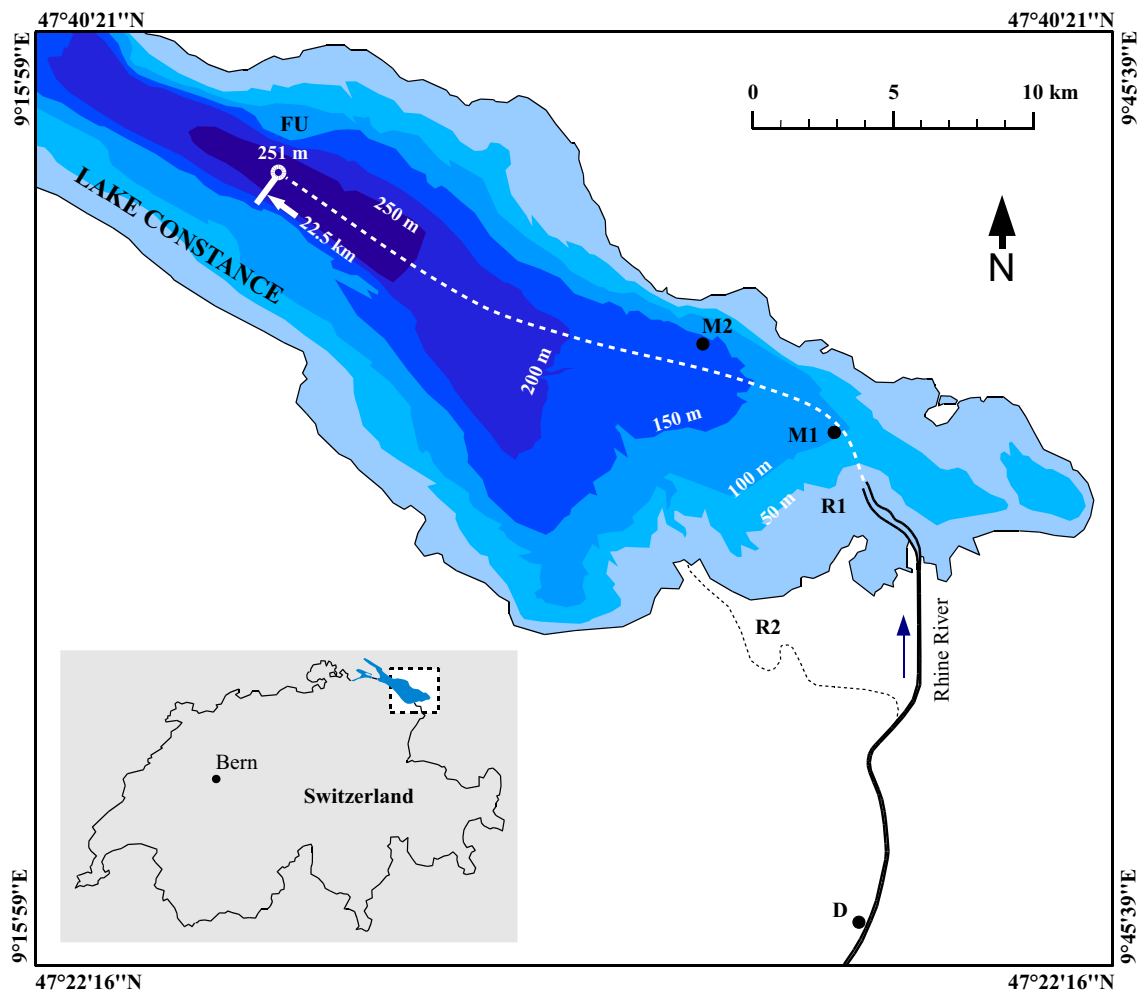 47°40'21"N
47°40'21"N
9°15'59"E
9°45'39"E
0
5
10 km
FU
251 m
250 m
22.5 km
LAKE CONSTANCE
N
M2
200 m
150 m
M1
100 m
50 m
R1
R2
Rhine River
Bern
Switzerland
D
9°15'59"E
9°45'39"E
47°22'16"N
47°22'16"N